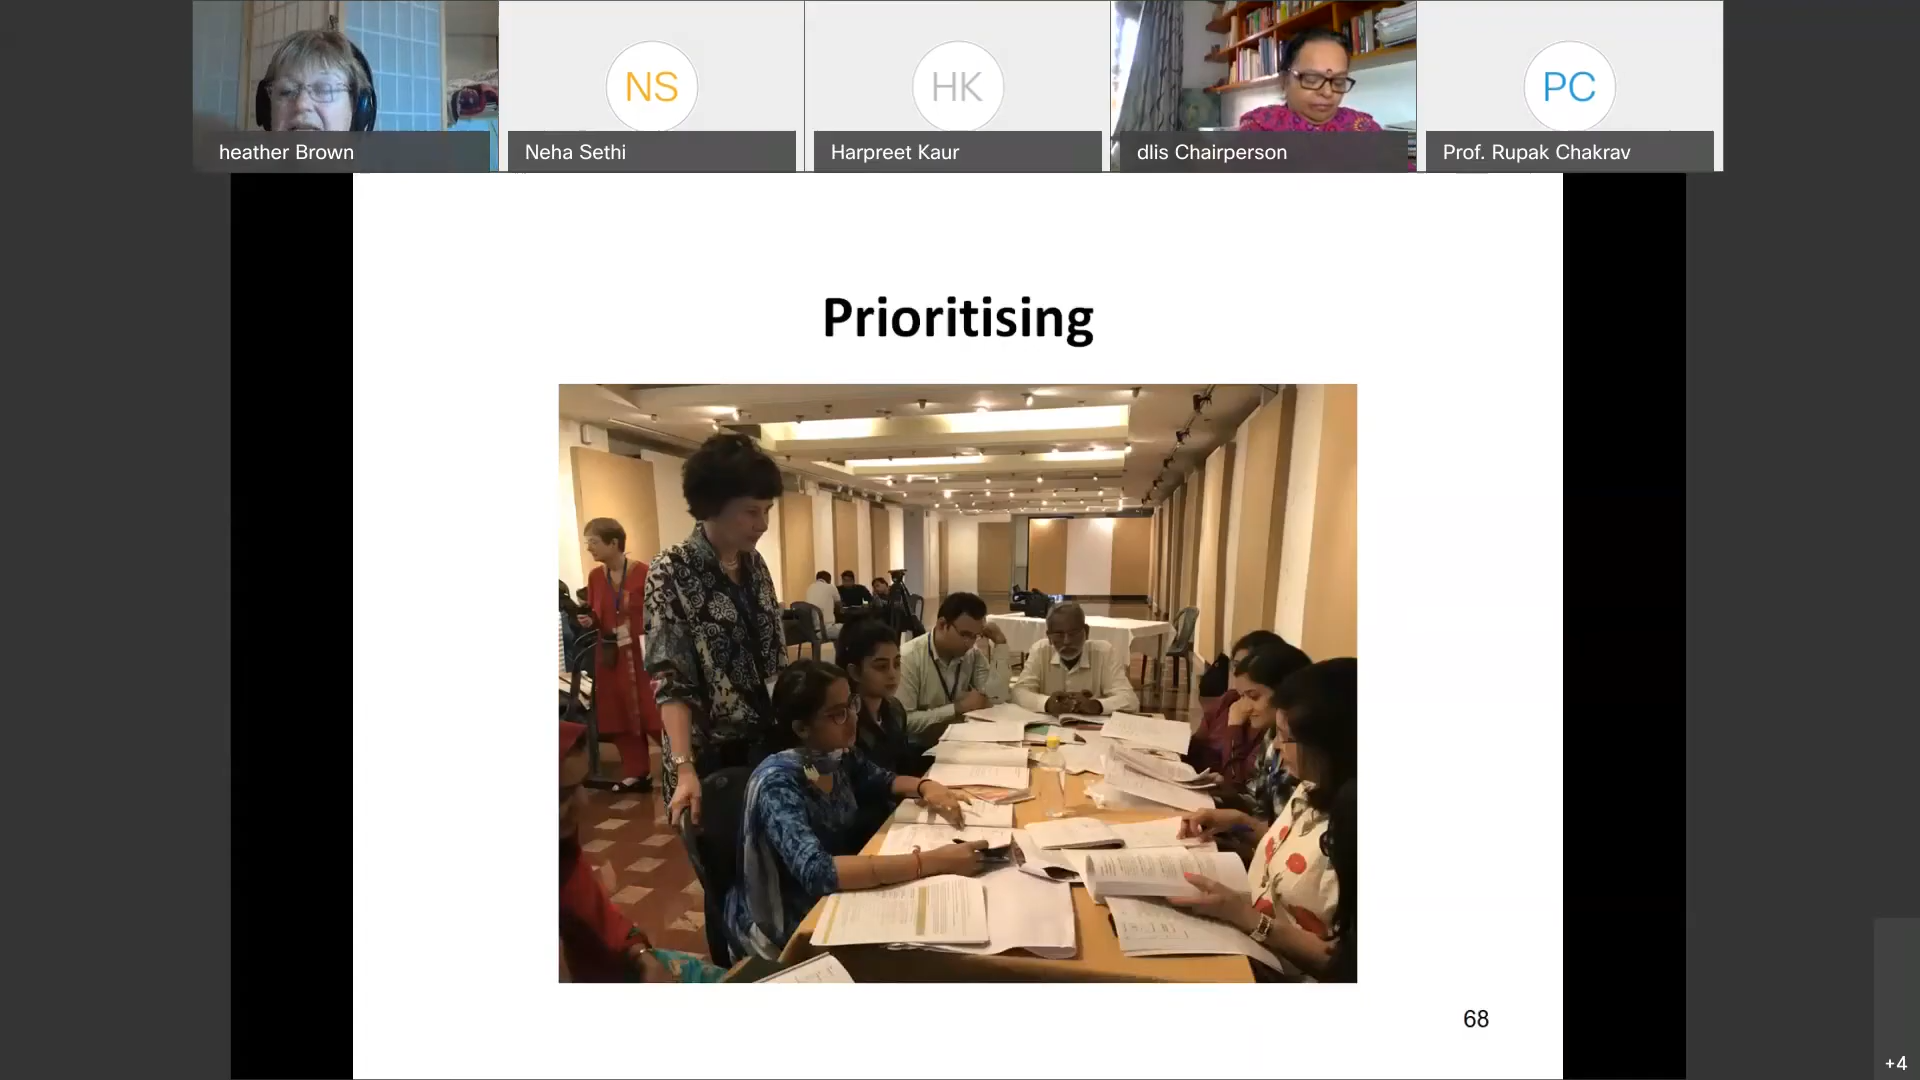 NS
HK
PC
heather Brown
Neha Sethi
Harpreet Kaur
dlis Chairperson
Prof. Rupak Chakrav
Prioritising
68
+4